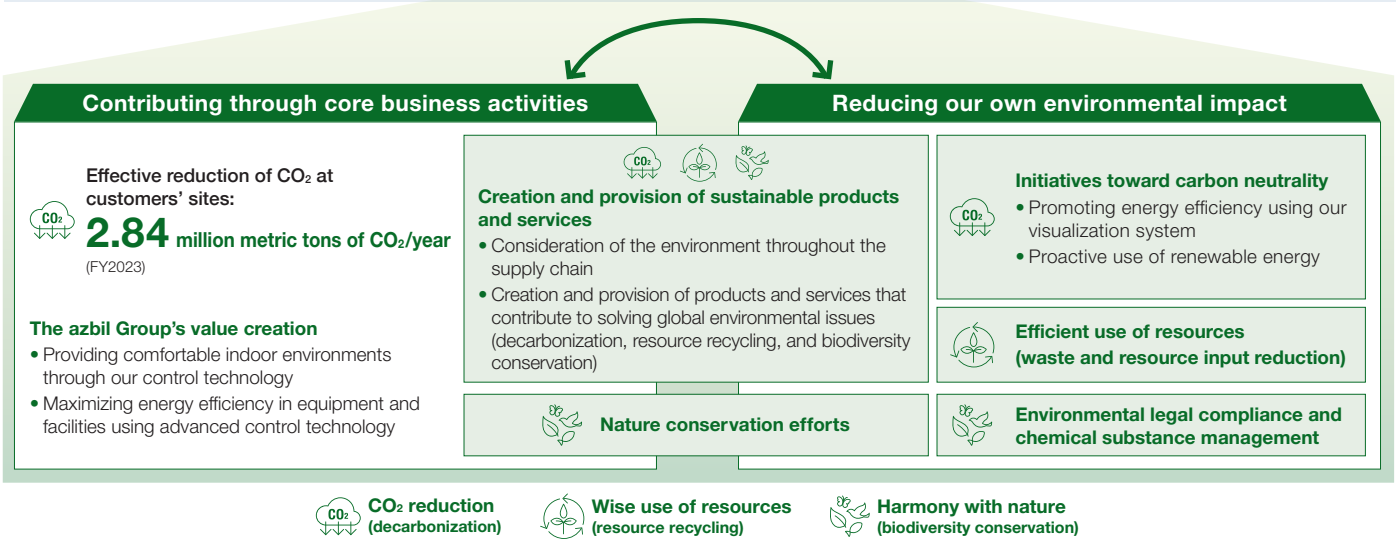 Contributing through core business activities
Effective reduction of CO₂ at
customers' sites:
CO₂
2.84 million metric tons of CO₂/year
(FY2023)
The azbil Group's value creation
• Providing comfortable indoor environments
through our control technology
• Maximizing energy efficiency in equipment and
facilities using advanced control technology
CO₂
Creation and provision of sustainable products
and services
• Consideration of the environment throughout the
supply chain
• Creation and provision of products and services that
contribute to solving global environmental issues
(decarbonization, resource recycling, and biodiversity
conservation)
Nature conservation efforts
Reducing our own environmental impact
CO₂
Initiatives toward carbon neutrality
• Promoting energy efficiency using our
visualization system
• Proactive use of renewable energy
Efficient use of resources
(waste and resource input reduction)
Environmental legal compliance and
chemical substance management
CO₂
CO₂ reduction
(decarbonization)
Wise use of resources
(resource recycling)
Harmony with nature
(biodiversity conservation)